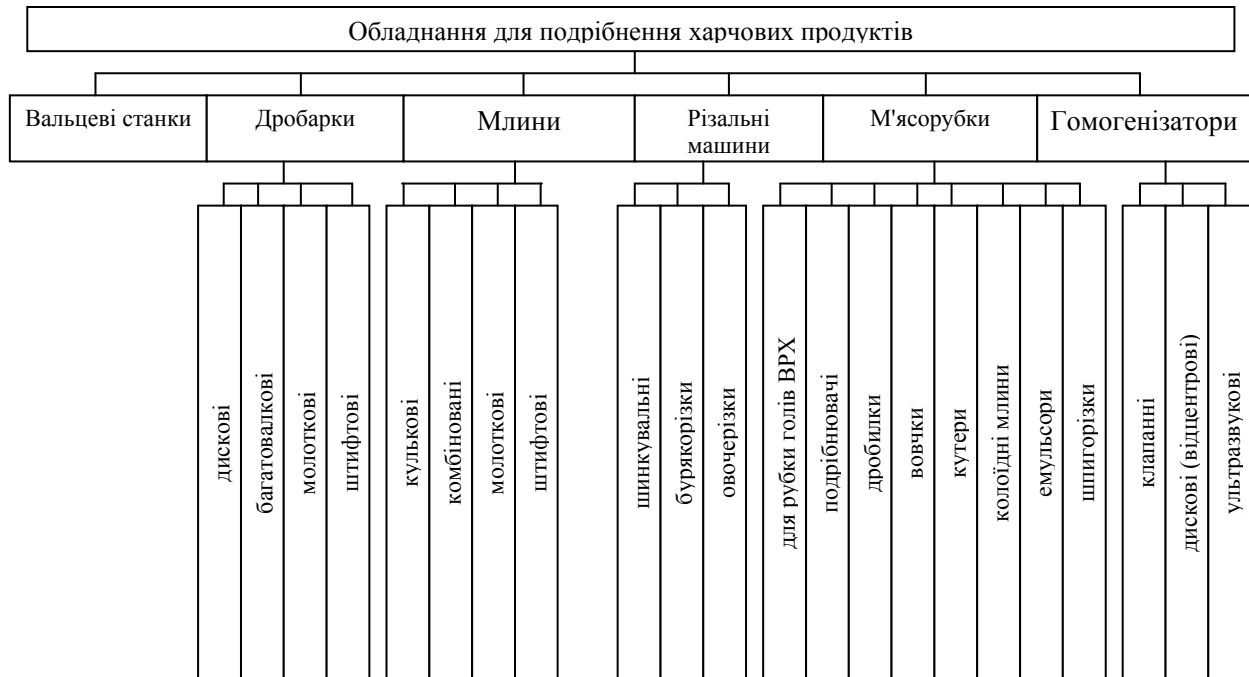 Обладнання для подрібнення харчових продуктів
Вальцеві станки
Дробарки
Млини
Різальні
машини
М'ясорубки
Гомогенізатори
дискові
багатовалкові
молоткові
штифтові
кулькові
комбіновані
молоткові
штифтові
шинкувальні
бурякорізки
овочерізки
для рубки голів ВРХ
подрібнювачі
дробилки
вовчки
кутери
колоїдні млини
емульсори
шпигорізки
клапанні
дискові (відцентрові)
ультразвукові